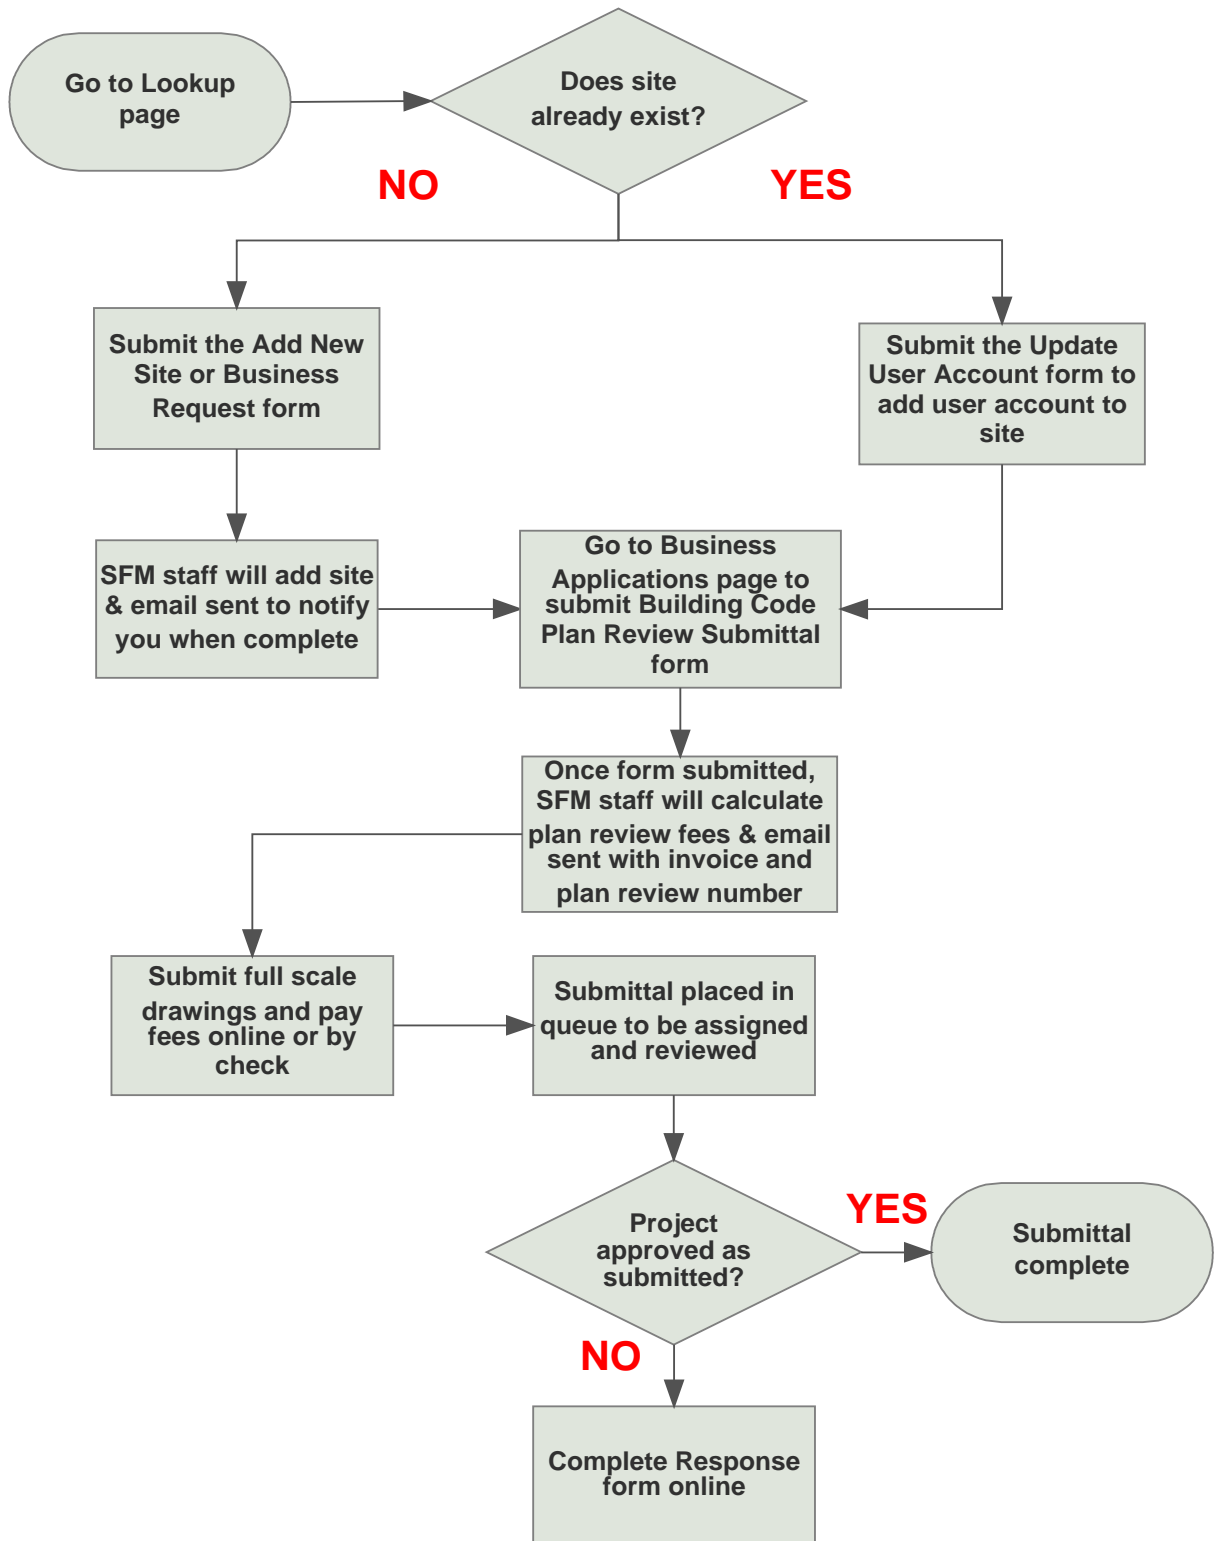 Go to Lookup
page
Does site
already exist?
NO
YES
Submit the Add New
Site or Business
Request form
Submit the Update
User Account form to
add user account to
site
SFM staff will add site
& email sent to notify
you when complete
Go to Business
Applications page to
submit Building Code
Plan Review Submittal
form
Once form submitted,
SFM staff will calculate
plan review fees & email
sent with invoice and
plan review number
Submit full scale
drawings and pay
fees online or by
check
Submittal placed in
queue to be assigned
and reviewed
Project
approved as
submitted?
YES
Submittal
complete
NO
Complete Response
form online